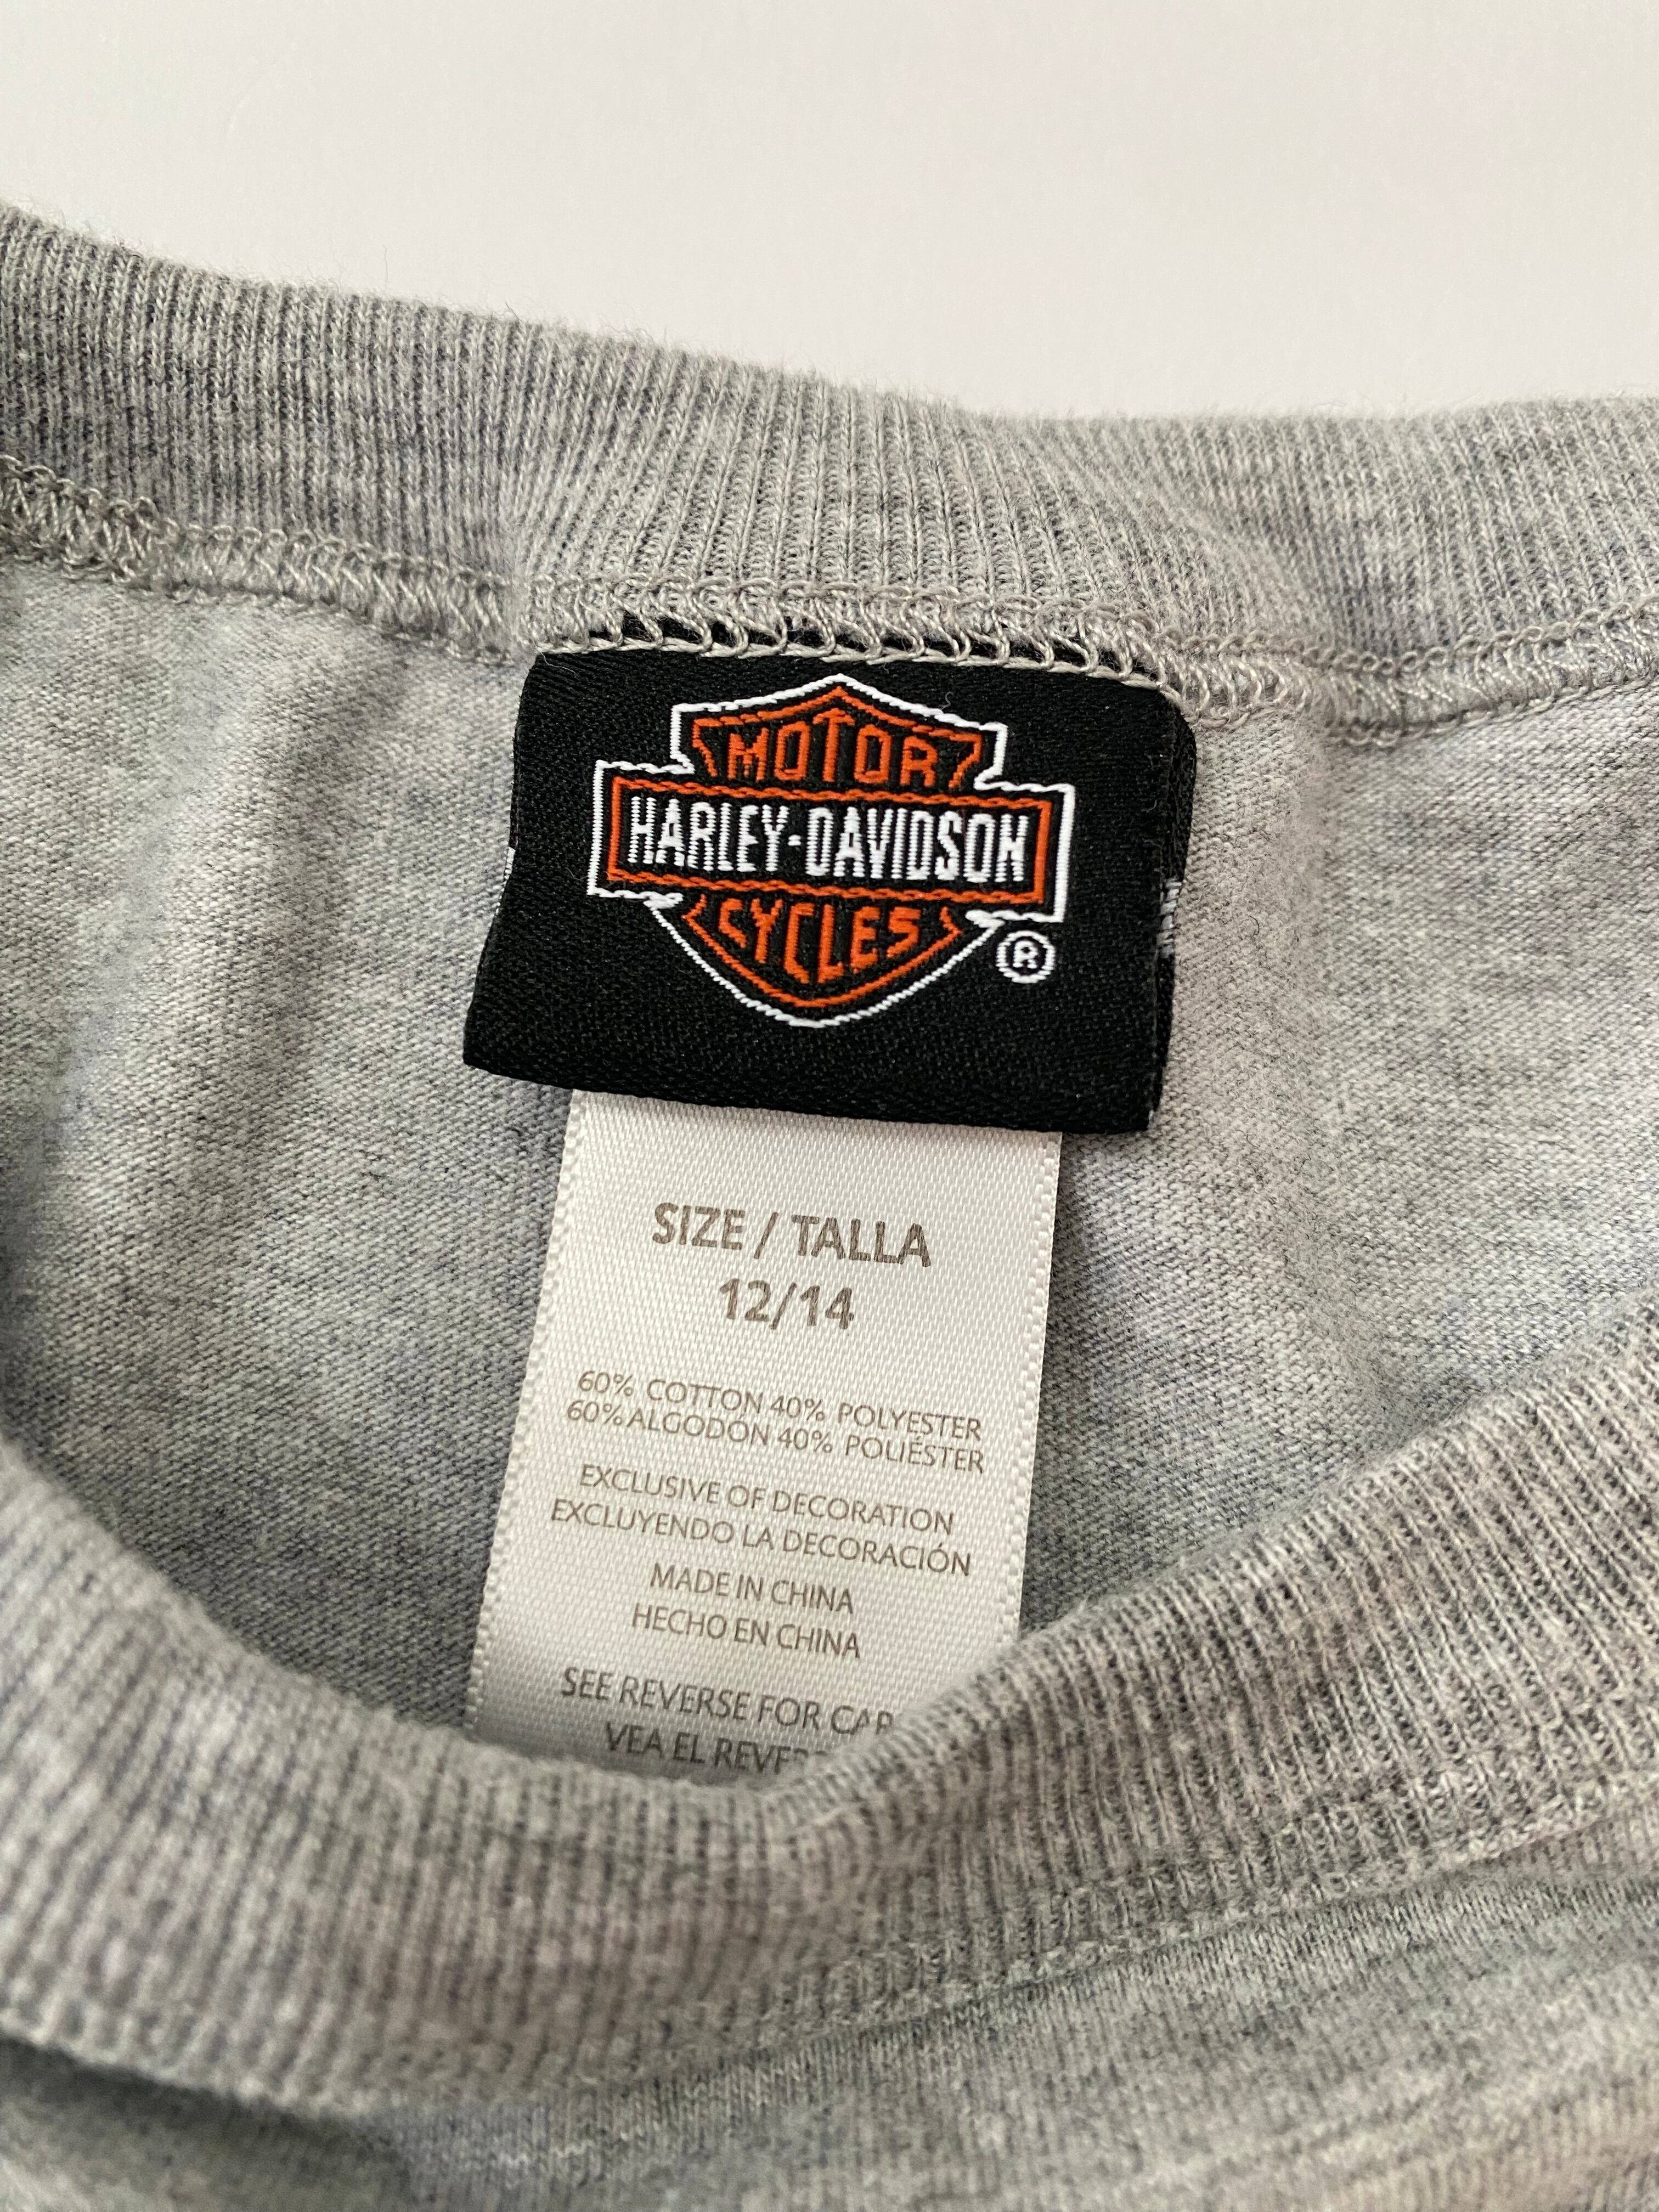 MOTOR
HARLEY-DAVIDSON
CYCLES
®
SIZE / TALLA
12/14
60% COTTON 40% POLYESTER
60% ALGODÓN 40% POLIÉSTER
EXCLUSIVE OF DECORATION
EXCLUYENDO LA DECORACIÓN
MADE IN CHINA
HECHO EN CHINA
SEE REVERSE FOR
VEA EL